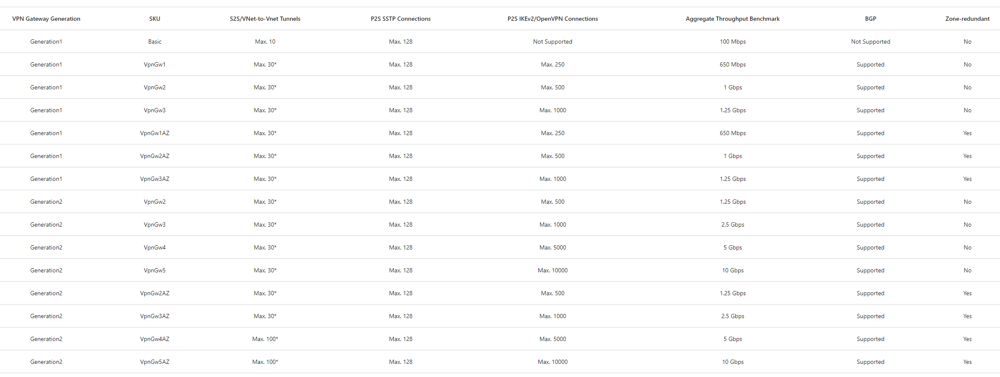 VPN Gateway Generation SKU S2S/VNet-to-Vnet Tunnels P2S SSTP Connections P2S IKEv2/OpenVPN Connections Aggregate Throughput Benchmark BGP Zone-redundant
Generation1 Basic Max. 10 Max. 128 Not Supported 100 Mbps Not Supported No
Generation1 VpnGw1 Max. 30* Max. 128 Max. 250 650 Mbps Supported No
Generation1 VpnGw2 Max. 30* Max. 128 Max. 500 1 Gbps Supported No
Generation1 VpnGw3 Max. 30* Max. 128 Max. 1000 1.25 Gbps Supported No
Generation1 VpnGw1AZ Max. 30* Max. 128 Max. 250 650 Mbps Supported Yes
Generation1 VpnGw2AZ Max. 30* Max. 128 Max. 500 1 Gbps Supported Yes
Generation1 VpnGw3AZ Max. 30* Max. 128 Max. 1000 1.25 Gbps Supported Yes
Generation2 VpnGw2 Max. 30* Max. 128 Max. 500 1.25 Gbps Supported No
Generation2 VpnGw3 Max. 30* Max. 128 Max. 1000 2.5 Gbps Supported No
Generation2 VpnGw4 Max. 30* Max. 128 Max. 5000 5 Gbps Supported No
Generation2 VpnGw5 Max. 30* Max. 128 Max. 10000 10 Gbps Supported No
Generation2 VpnGw2AZ Max. 30* Max. 128 Max. 500 1.25 Gbps Supported Yes
Generation2 VpnGw3AZ Max. 30* Max. 128 Max. 1000 2.5 Gbps Supported Yes
Generation2 VpnGw4AZ Max. 100* Max. 128 Max. 5000 5 Gbps Supported Yes
Generation2 VpnGw5AZ Max. 100* Max. 128 Max. 10000 10 Gbps Supported Yes